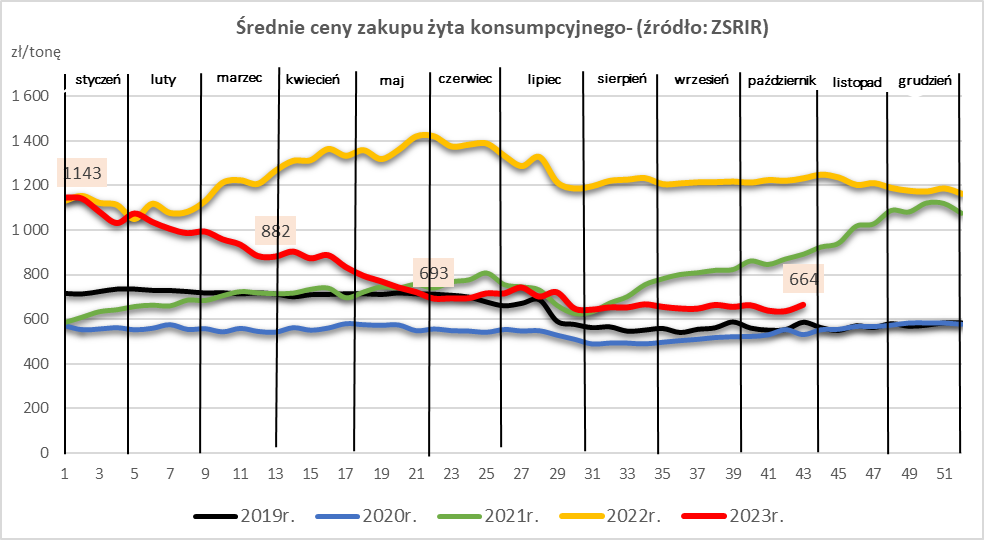 Średnie ceny zakupu żyta konsumpcyjnego- (źródło: ZSRIR)
zł/tonę
styczeń luty marzec kwiecień maj czerwiec lipiec sierpień wrzesień październik listopad grudzień
1 600
1 400
1 200
1 000
800
600
400
200
0
1143
882
693
664
1 3 5 7 9 11 13 15 17 19 21 23 25 27 29 31 33 35 37 39 41 43 45 47 49 51
2019r. 2020r. 2021r. 2022r. 2023r.